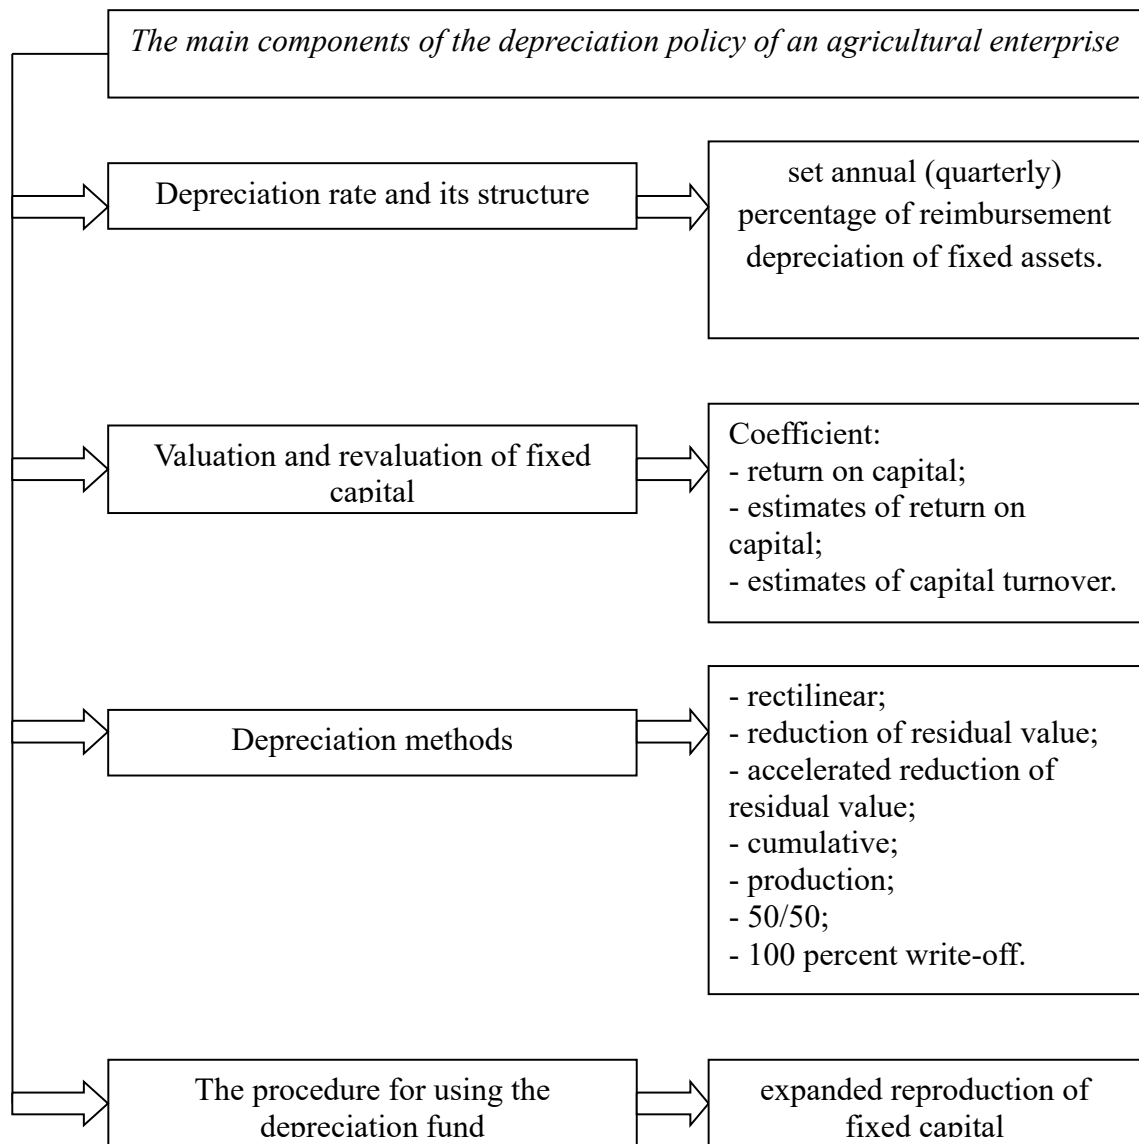 The main components of the depreciation policy of an agricultural enterprise
Depreciation rate and its structure
set annual (quarterly)
percentage of reimbursement
depreciation of fixed assets.
Valuation and revaluation of fixed
capital
Coefficient:
- return on capital;
- estimates of return on
capital;
- estimates of capital turnover.
Depreciation methods
- rectilinear;
- reduction of residual value;
- accelerated reduction of
residual value;
- cumulative;
- production;
- 50/50;
- 100 percent write-off.
The procedure for using the
depreciation fund
expanded reproduction of
fixed capital